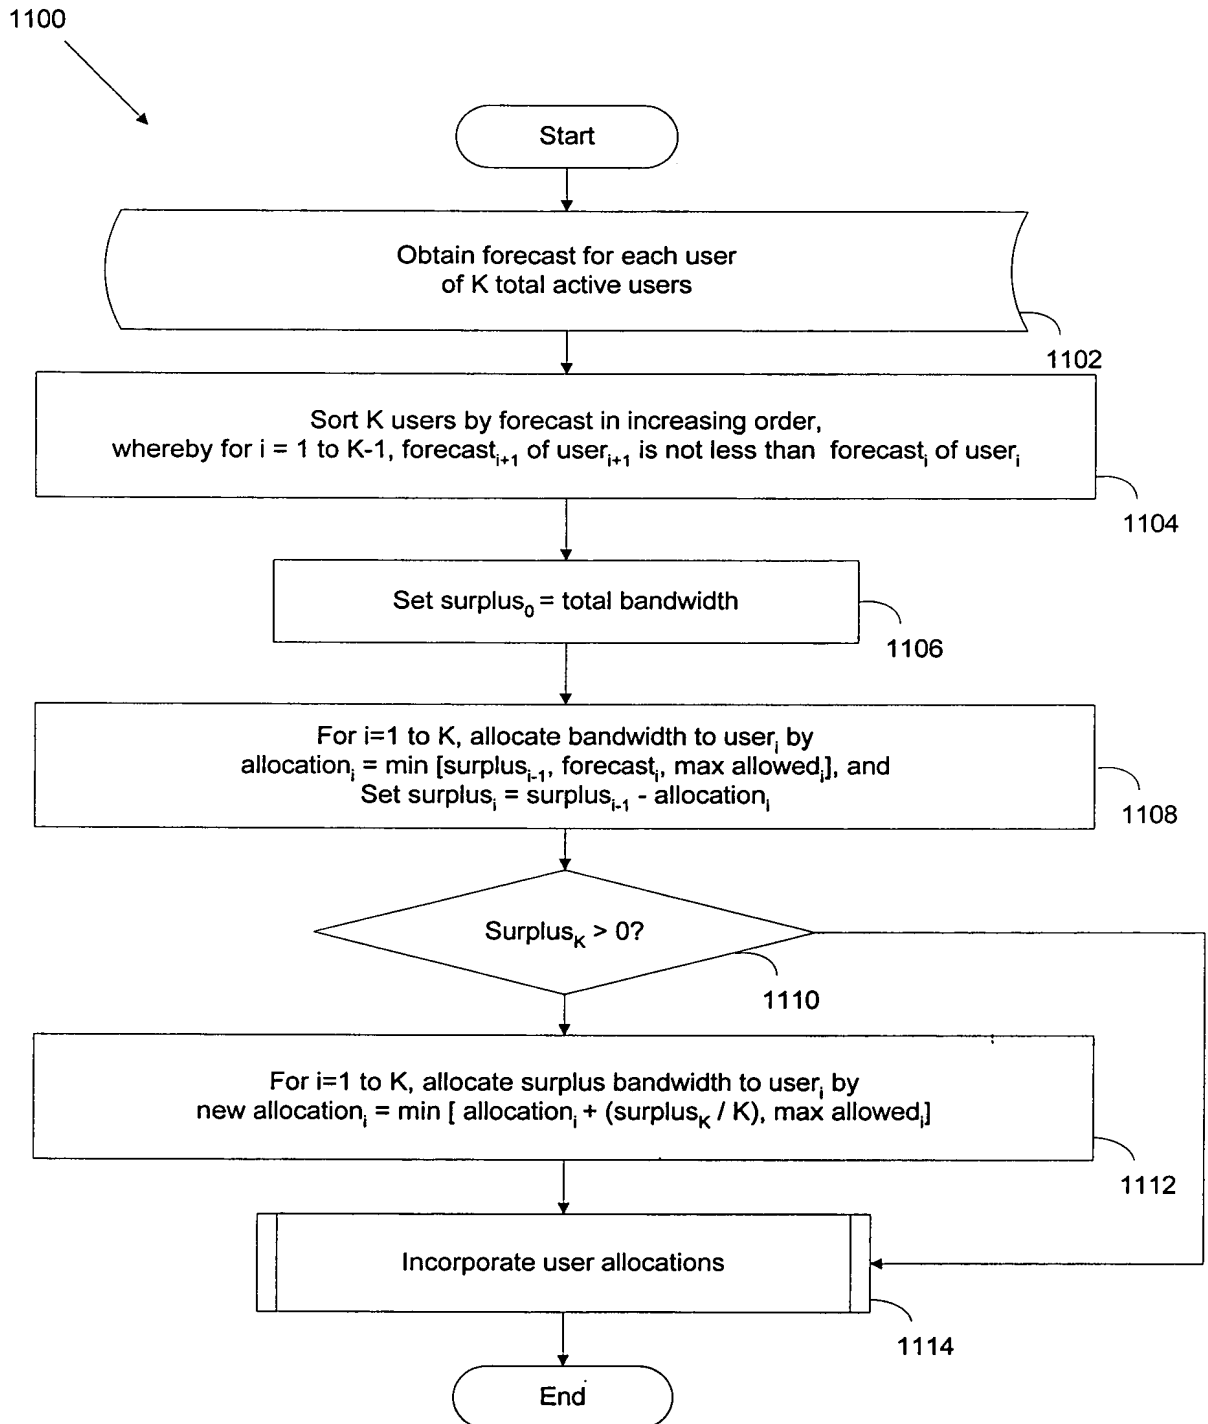 1100
Start
Obtain forecast for each user
of K total active users
1102
Sort K users by forecast in increasing order,
whereby for i = 1 to K-1, forecastᵢ₊₁ of userᵢ₊₁ is not less than forecastᵢ of userᵢ
1104
Set surplus₀ = total bandwidth
1106
For i=1 to K, allocate bandwidth to userᵢ by
allocationᵢ = min [surplusᵢ₋₁, forecastᵢ, max allowedᵢ], and
Set surplusᵢ = surplusᵢ₋₁ - allocationᵢ
1108
Surplus_K > 0?
1110
For i=1 to K, allocate surplus bandwidth to userᵢ by
new allocationᵢ = min [ allocationᵢ + (surplus_K / K), max allowedᵢ]
1112
Incorporate user allocations
1114
End